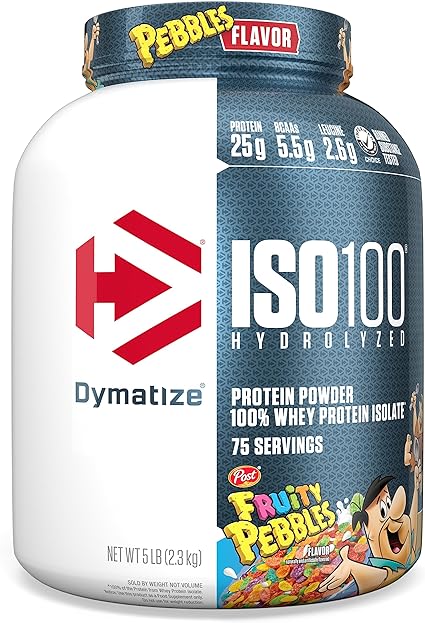 PEBBLES FLAVOR
PROTEIN BCAAs LEUCINE
25g 5.5g 2.6g
CHOICE
ISO100®
HYDROLYZED
Dymatize®
PROTEIN POWDER
100% WHEY PROTEIN ISOLATE*
75 SERVINGS
Post
FRUITY
PEBBLES
FLAVOR
NET WT 5 LB (2.3 kg)
SOLD BY WEIGHT NOT VOLUME